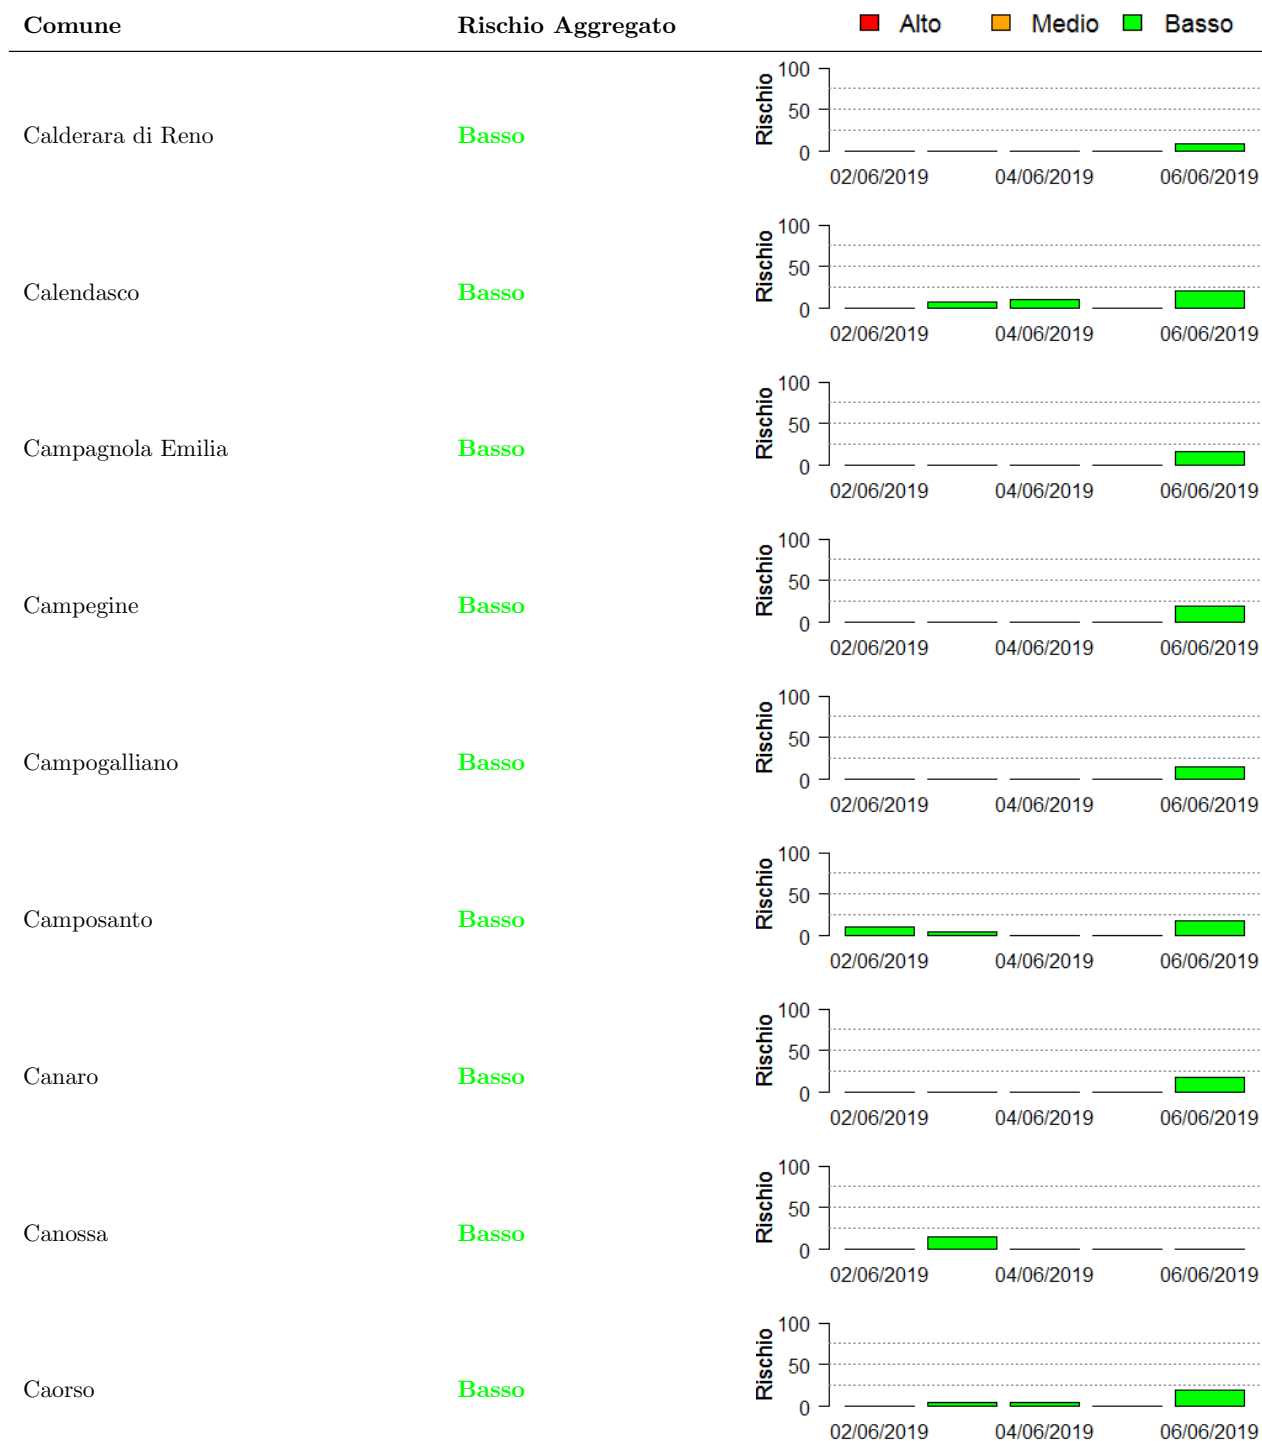 Comune Rischio Aggregato Alto Medio Basso
Calderara di Reno Basso
Rischio
100
50
0
02/06/2019 04/06/2019 06/06/2019
Calendasco Basso
Rischio
100
50
0
02/06/2019 04/06/2019 06/06/2019
Campagnola Emilia Basso
Rischio
100
50
0
02/06/2019 04/06/2019 06/06/2019
Campegine Basso
Rischio
100
50
0
02/06/2019 04/06/2019 06/06/2019
Campogalliano Basso
Rischio
100
50
0
02/06/2019 04/06/2019 06/06/2019
Camposanto Basso
Rischio
100
50
0
02/06/2019 04/06/2019 06/06/2019
Canaro Basso
Rischio
100
50
0
02/06/2019 04/06/2019 06/06/2019
Canossa Basso
Rischio
100
50
0
02/06/2019 04/06/2019 06/06/2019
Caorso Basso
Rischio
100
50
0
02/06/2019 04/06/2019 06/06/2019